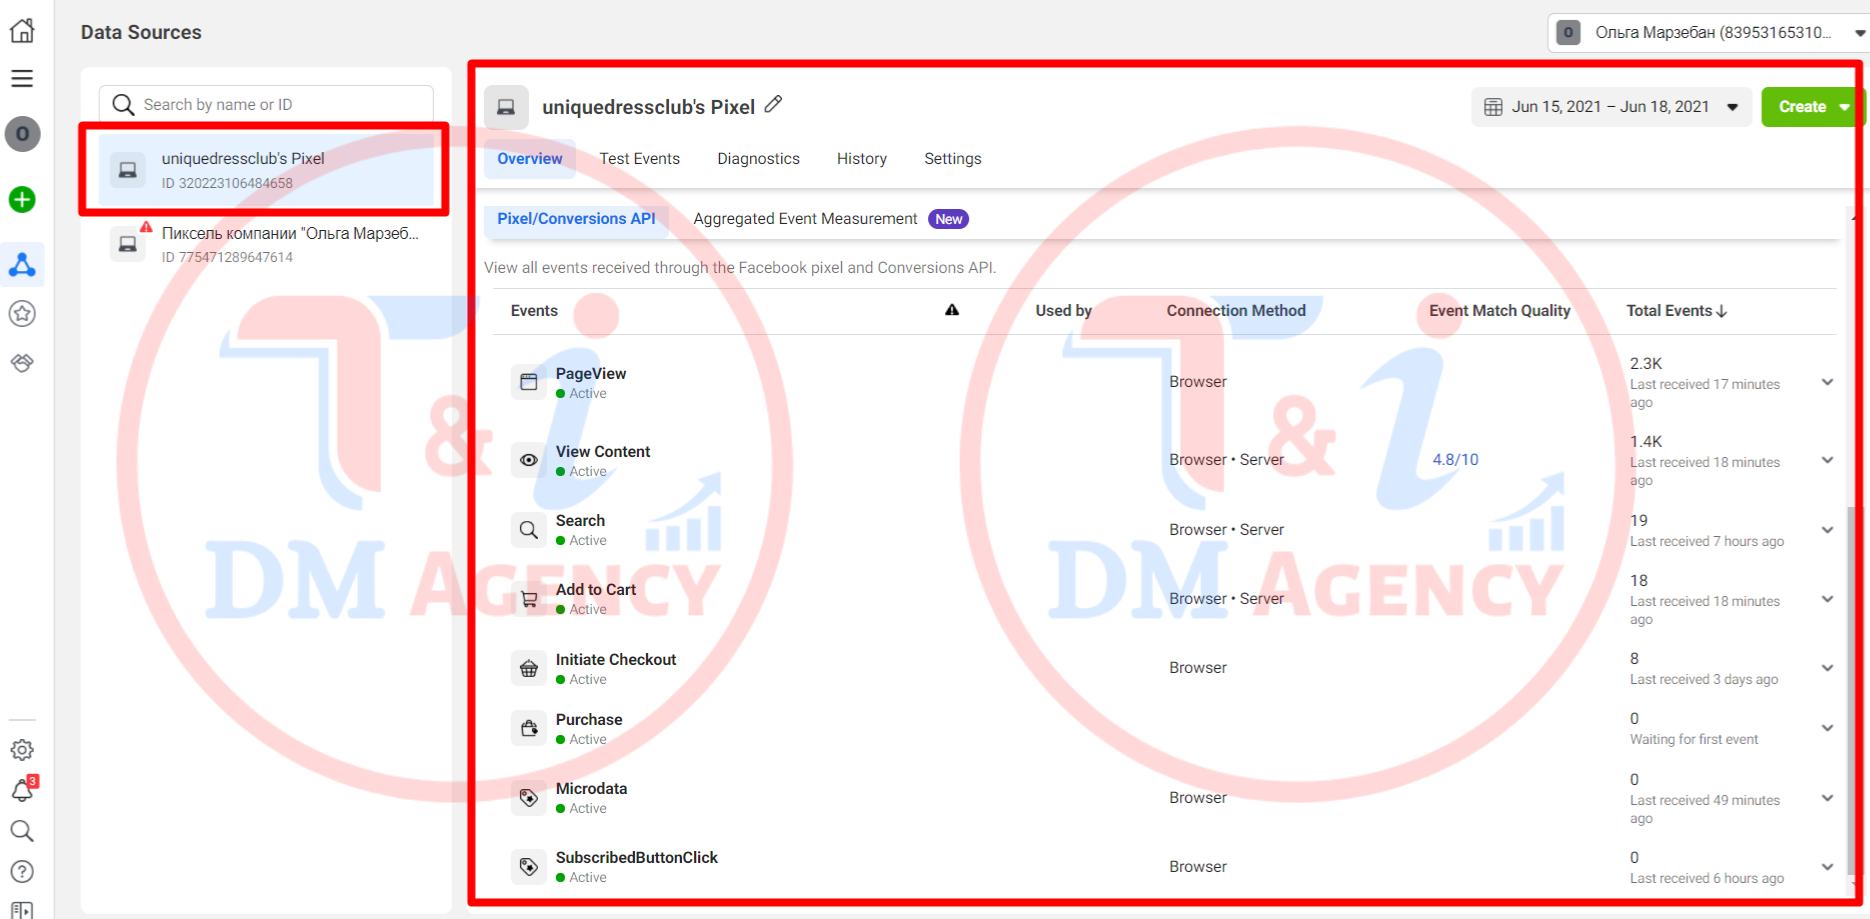 Data Sources
O Ольга Марзебан (83953165310...
Search by name or ID
uniquedressclub's Pixel
ID 320223106484658
Пиксель компании "Ольга Марзеб...
ID 775471289647614
O
3
uniquedressclub's Pixel
Jun 15, 2021 – Jun 18, 2021
Create
Overview Test Events Diagnostics History Settings
Pixel/Conversions API Aggregated Event Measurement New
View all events received through the Facebook pixel and Conversions API.
Events Used by Connection Method Event Match Quality Total Events
PageView
Active
Browser
2.3K
Last received 17 minutes
ago
View Content
Active
Browser • Server
4.8/10
1.4K
Last received 18 minutes
ago
Search
Active
Browser • Server
19
Last received 7 hours ago
Add to Cart
Active
Browser • Server
18
Last received 18 minutes
ago
Initiate Checkout
Active
Browser
8
Last received 3 days ago
Purchase
Active
0
Waiting for first event
Microdata
Active
Browser
0
Last received 49 minutes
ago
SubscribedButtonClick
Active
Browser
0
Last received 6 hours ago
T&i
DM AGENCY
T&i
DM AGENCY